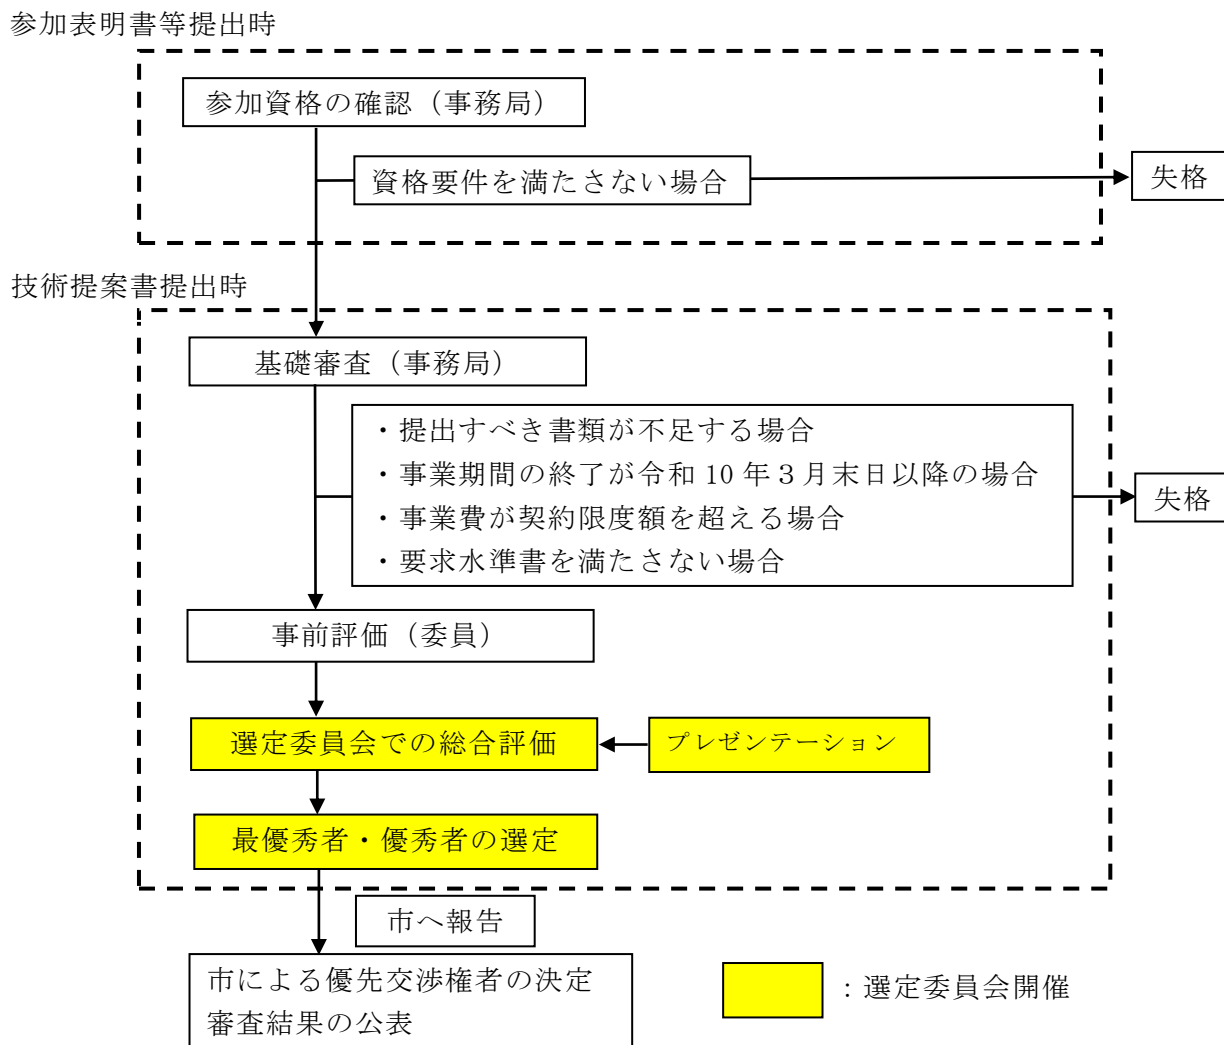 参加表明書等提出時
参加資格の確認（事務局）
資格要件を満たさない場合
失格
技術提案書提出時
基礎審査（事務局）
・提出すべき書類が不足する場合
・事業期間の終了が令和 10 年３月末日以降の場合
・事業費が契約限度額を超える場合
・要求水準書を満たさない場合
失格
事前評価（委員）
選定委員会での総合評価
プレゼンテーション
最優秀者・優秀者の選定
市へ報告
市による優先交渉権者の決定
審査結果の公表
：選定委員会開催